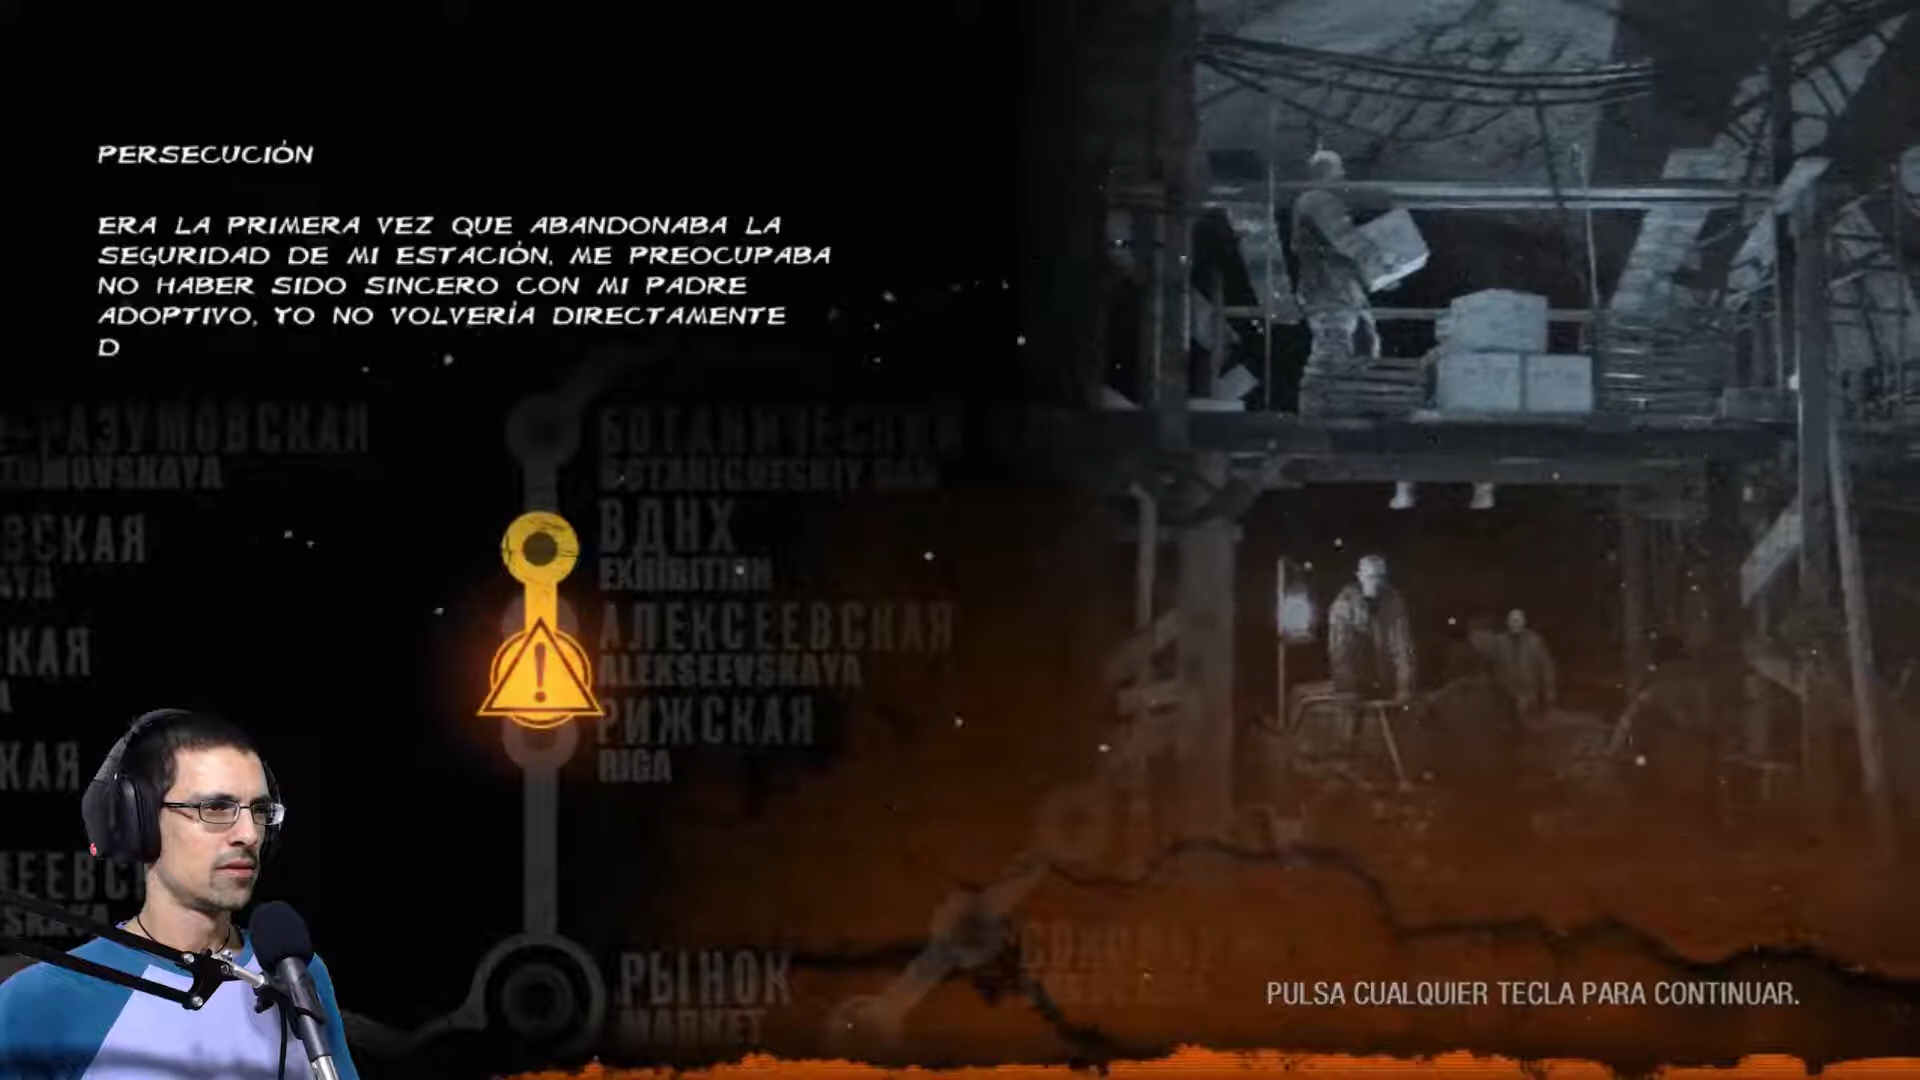 PERSECUCIÓN
ERA LA PRIMERA VEZ QUE ABANDONABA LA
SEGURIDAD DE MI ESTACIÓN, ME PREOCUPABA
NO HABER SIDO SINCERO CON MI PADRE
ADOPTIVO, YO NO VOLVERÍA DIRECTAMENTE
D
БОТАНИЧЕСКИЙ
ВДНХ
EXHIBITION
АЛЕКСЕЕВСКАЯ
ALEKSEEVSKAYA
РИЖСКАЯ
RIGA
РЫНОК
MARKET
PULSA CUALQUIER TECLA PARA CONTINUAR.